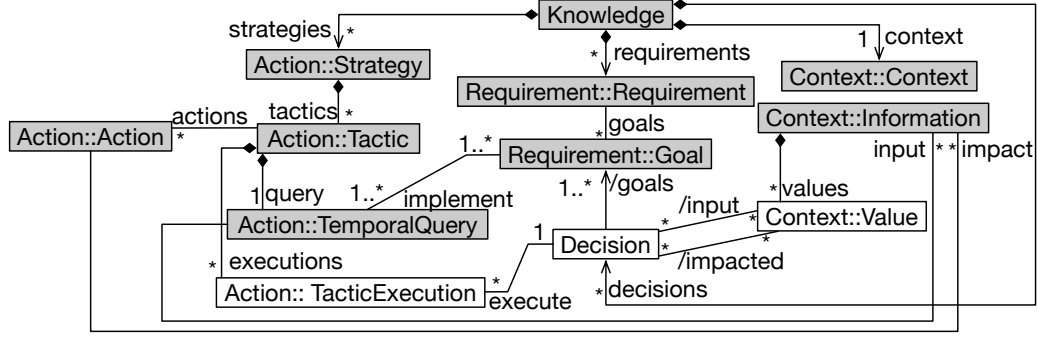 Knowledge
strategies *
* requirements
1 context
Action::Strategy
Context::Context
Requirement::Requirement
tactics *
actions
*
* goals
Context::Information
Action::Action
Action::Tactic
1..*
Requirement::Goal
input * * impact
1 query
1..* implement
1..* /goals
* values
Action::TemporalQuery
/input
* *
Context::Value
1
Decision
* *
/impacted
* executions
Action:: TacticExecution
*
execute
* decisions